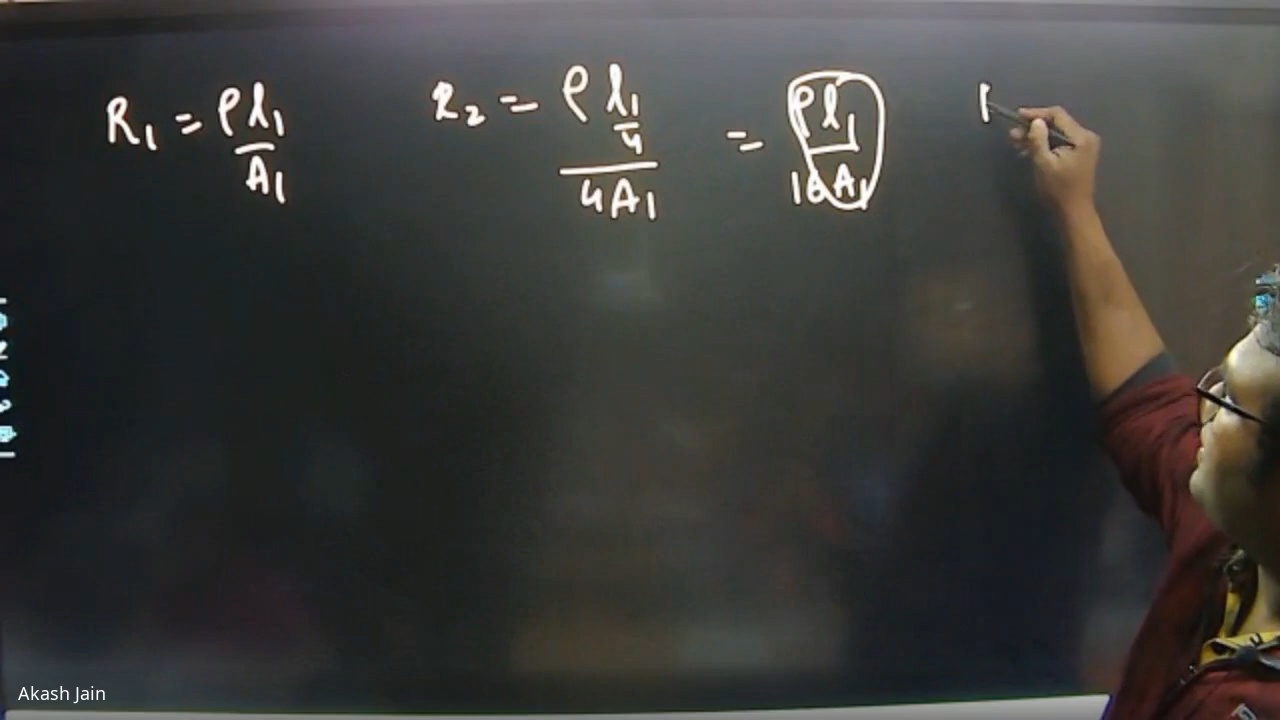 R₁ = ρl₁/A₁
R₂ = ρ(l₁/4)/4A₁ = ρl₁/16A₁
Akash Jain